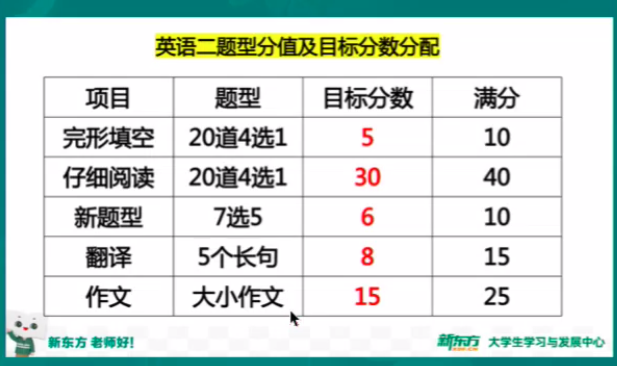 英语二题型分值及目标分数分配
项目 题型 目标分数 满分
完形填空 20道4选1 5 10
仔细阅读 20道4选1 30 40
新题型 7选5 6 10
翻译 5个长句 8 15
作文 大小作文 15 25
新东方 老师好!
新东方 大学生学习与发展中心